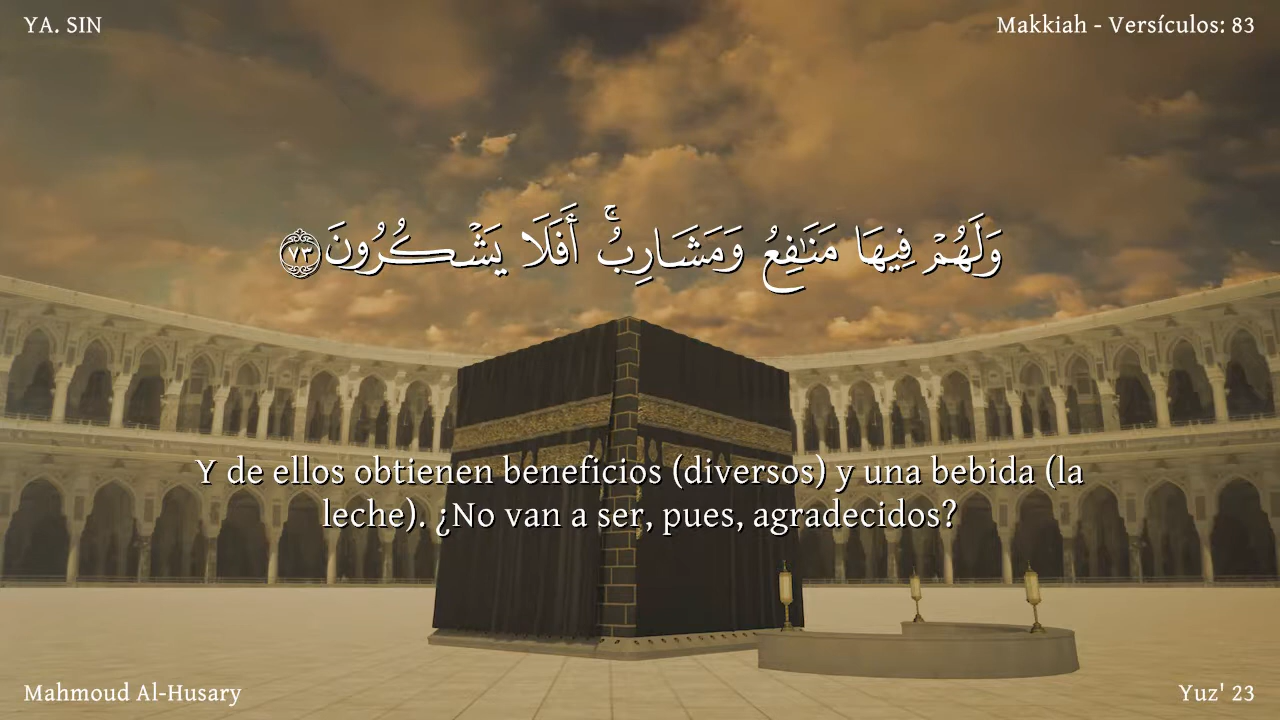 YA. SIN
Makkiah - Versículos: 83
وَلَهُمْ فِيهَا مَنَٰفِعُ وَمَشَارِبُ ۚ أَفَلَا يَشْكُرُونَ ٧٣
Y de ellos obtienen beneficios (diversos) y una bebida (la
leche). ¿No van a ser, pues, agradecidos?
Mahmoud Al-Husary
Yuz' 23